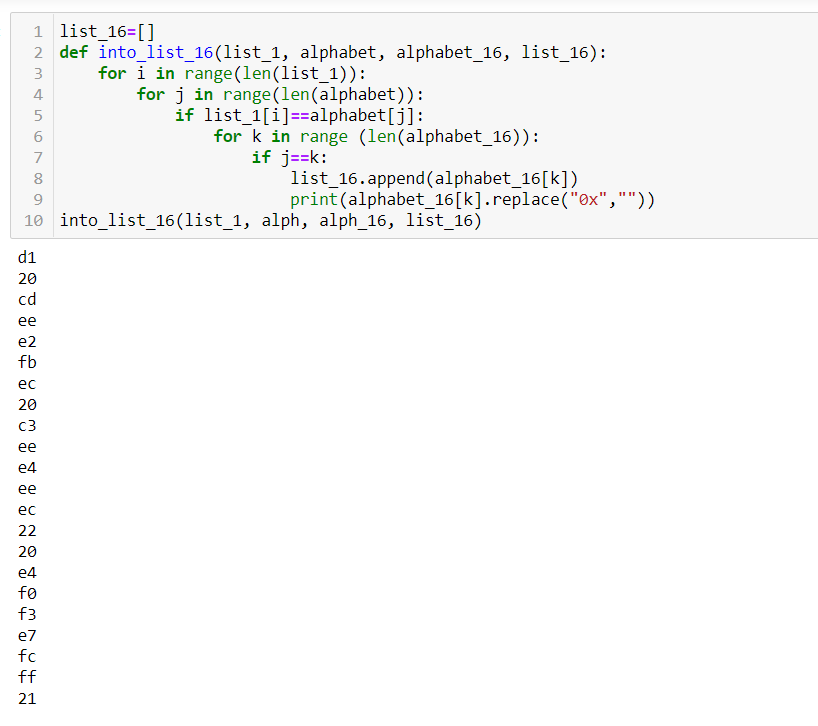 1 list_16=[]
2 def into_list_16(list_1, alphabet, alphabet_16, list_16):
3     for i in range(len(list_1)):
4         for j in range(len(alphabet)):
5             if list_1[i]==alphabet[j]:
6                 for k in range (len(alphabet_16)):
7                     if j==k:
8                         list_16.append(alphabet_16[k])
9                         print(alphabet_16[k].replace("0x",""))
10 into_list_16(list_1, alph, alph_16, list_16)
d1
20
cd
ee
e2
fb
ec
20
c3
ee
e4
ee
ec
22
20
e4
f0
f3
e7
fc
ff
21